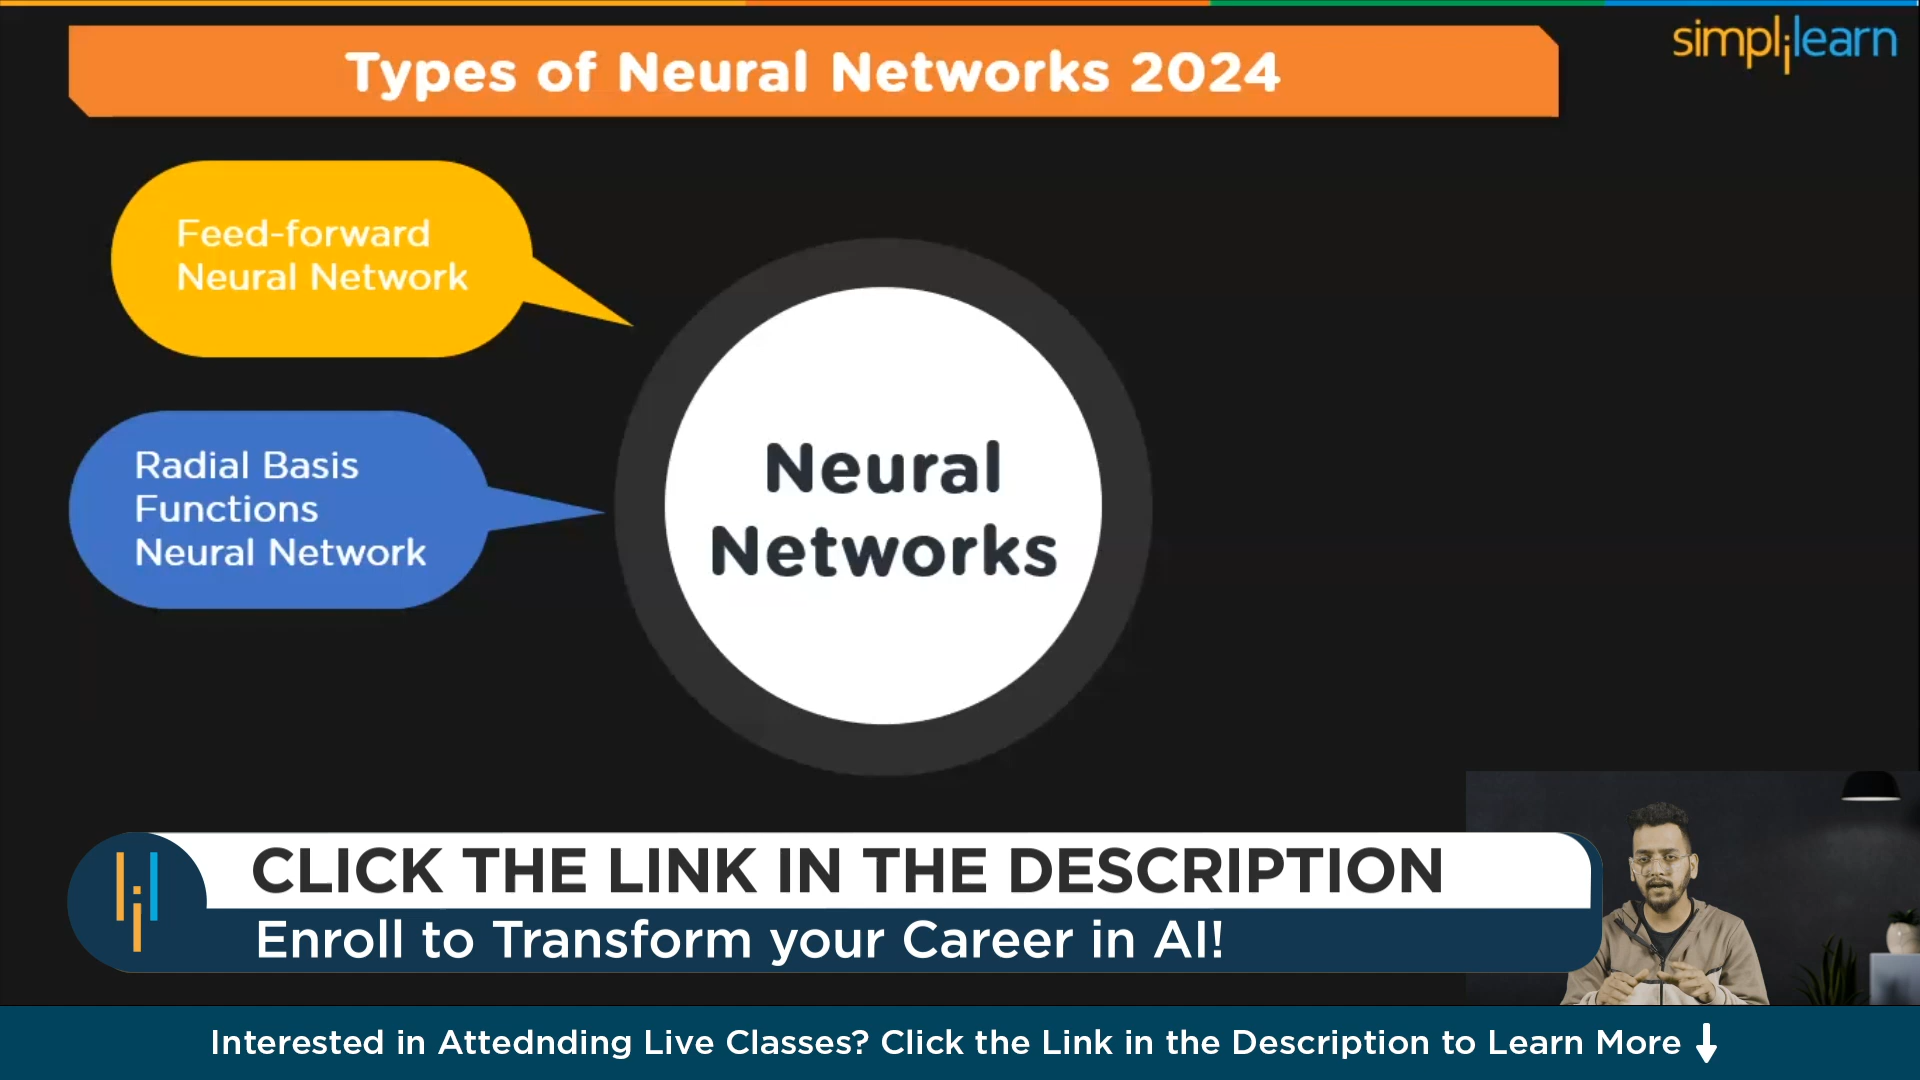 Types of Neural Networks 2024
simplilearn
Feed-forward
Neural Network
Radial Basis
Functions
Neural Network
Neural
Networks
CLICK THE LINK IN THE DESCRIPTION
Enroll to Transform your Career in AI!
Interested in Attednding Live Classes? Click the Link in the Description to Learn More